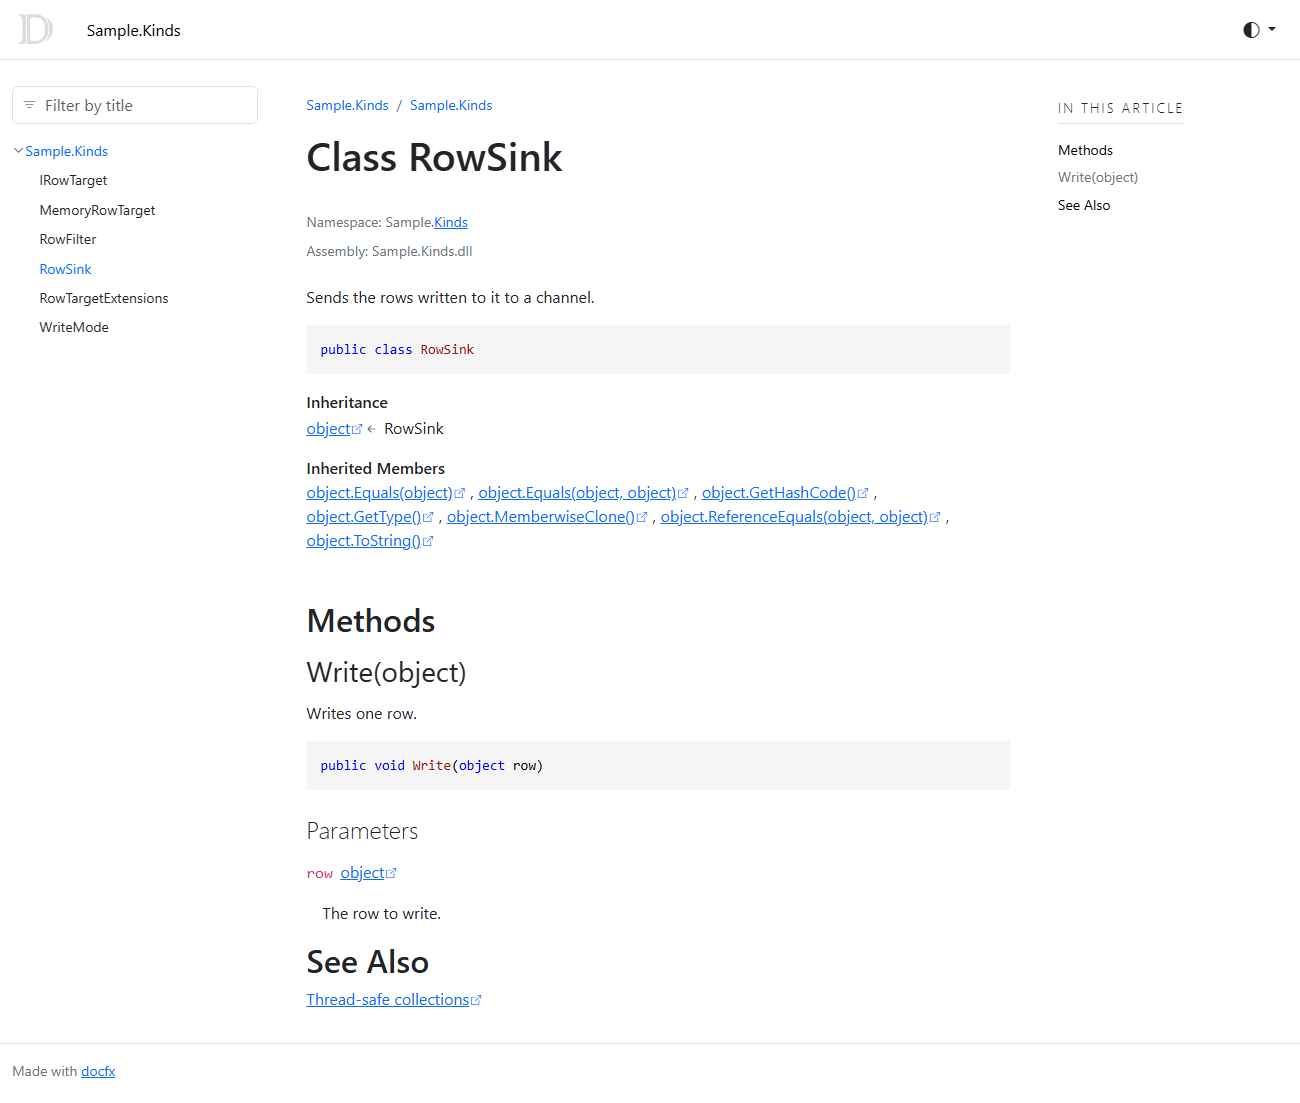 Sample.Kinds
Filter by title
Sample.Kinds
IRowTarget
MemoryRowTarget
RowFilter
RowSink
RowTargetExtensions
WriteMode
Sample.Kinds / Sample.Kinds
Class RowSink
Namespace: Sample.Kinds
Assembly: Sample.Kinds.dll
Sends the rows written to it to a channel.
public class RowSink
Inheritance
object ← RowSink
Inherited Members
object.Equals(object) , object.Equals(object, object) , object.GetHashCode() ,
object.GetType() , object.MemberwiseClone() , object.ReferenceEquals(object, object) ,
object.ToString()
Methods
Write(object)
Writes one row.
public void Write(object row)
Parameters
row object
The row to write.
See Also
Thread-safe collections
IN THIS ARTICLE
Methods
Write(object)
See Also
Made with docfx